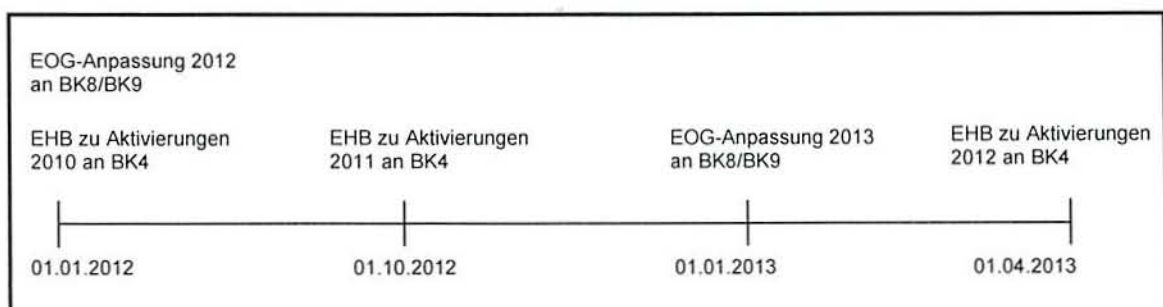 EOG-Anpassung 2012
an BK8/BK9
EHB zu Aktivierungen
2010 an BK4
EHB zu Aktivierungen
2011 an BK4
EOG-Anpassung 2013
an BK8/BK9
EHB zu Aktivierungen
2012 an BK4
01.01.2012
01.10.2012
01.01.2013
01.04.2013